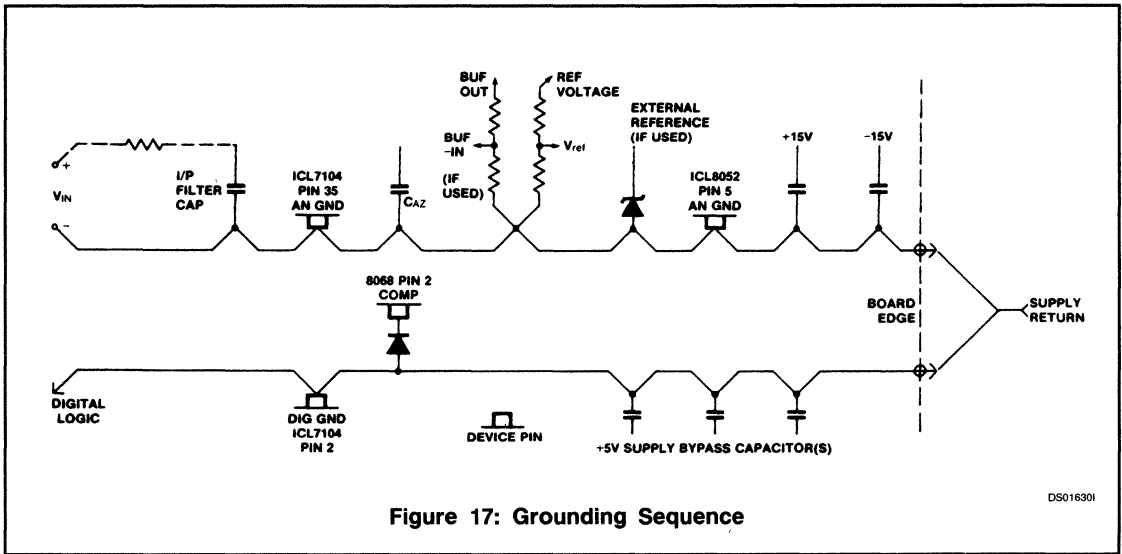 BUF
OUT
REF
VOLTAGE
EXTERNAL
REFERENCE
(IF USED)
+15V
-15V
BUF
-IN
(IF
USED)
Vref
+
VIN
-
I/P
FILTER
CAP
ICL7104
PIN 35
AN GND
CAZ
ICL8052
PIN 5
AN GND
8068 PIN 2
COMP
BOARD
EDGE
SUPPLY
RETURN
DIGITAL
LOGIC
DIG GND
ICL7104
PIN 2
DEVICE PIN
+5V SUPPLY BYPASS CAPACITOR(S)
DS01630I
Figure 17: Grounding Sequence